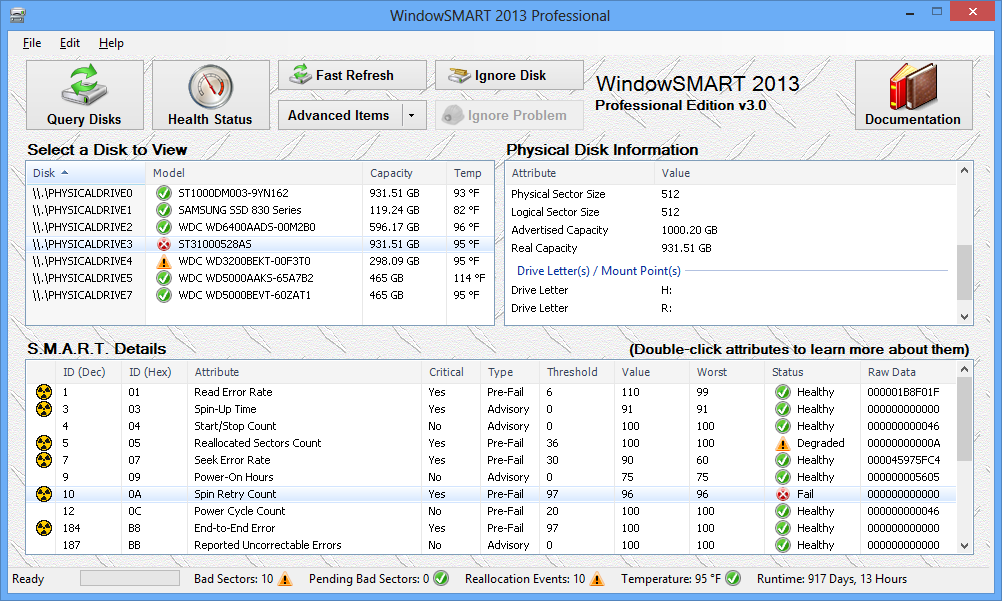 WindowSMART 2013 Professional
File Edit Help
Query Disks
Health Status
Fast Refresh
Advanced Items
Ignore Disk
Ignore Problem
WindowSMART 2013
Professional Edition v3.0
Documentation
Select a Disk to View
Disk Model Capacity Temp
\\.\PHYSICALDRIVE0 ST1000DM003-9YN162 931.51 GB 93 °F
\\.\PHYSICALDRIVE1 SAMSUNG SSD 830 Series 119.24 GB 82 °F
\\.\PHYSICALDRIVE2 WDC WD6400AADS-00M2B0 596.17 GB 96 °F
\\.\PHYSICALDRIVE3 ST31000528AS 931.51 GB 95 °F
\\.\PHYSICALDRIVE4 WDC WD3200BEKT-00F3T0 298.09 GB 95 °F
\\.\PHYSICALDRIVE5 WDC WD5000AAKS-65A7B2 465 GB 114 °F
\\.\PHYSICALDRIVE7 WDC WD5000BEVT-60ZAT1 465 GB 95 °F
Physical Disk Information
Attribute Value
Physical Sector Size 512
Logical Sector Size 512
Advertised Capacity 1000.20 GB
Real Capacity 931.51 GB
Drive Letter(s) / Mount Point(s)
Drive Letter H:
Drive Letter R:
S.M.A.R.T. Details (Double-click attributes to learn more about them)
ID (Dec) ID (Hex) Attribute Critical Type Threshold Value Worst Status Raw Data
1 01 Read Error Rate Yes Pre-Fail 6 110 99 Healthy 000001B8F01F
3 03 Spin-Up Time Yes Advisory 0 91 91 Healthy 000000000000
4 04 Start/Stop Count No Advisory 0 100 100 Healthy 000000000046
5 05 Reallocated Sectors Count Yes Pre-Fail 36 100 100 Degraded 00000000000A
7 07 Seek Error Rate Yes Pre-Fail 30 90 60 Healthy 000045975FC4
9 09 Power-On Hours No Advisory 0 75 75 Healthy 000000005605
10 0A Spin Retry Count Yes Pre-Fail 97 96 96 Fail 000000000000
12 0C Power Cycle Count No Pre-Fail 20 100 100 Healthy 000000000046
184 B8 End-to-End Error Yes Pre-Fail 97 100 100 Healthy 000000000000
187 BB Reported Uncorrectable Errors No Advisory 0 100 100 Healthy 000000000000
Ready Bad Sectors: 10 Pending Bad Sectors: 0 Reallocation Events: 10 Temperature: 95 °F Runtime: 917 Days, 13 Hours